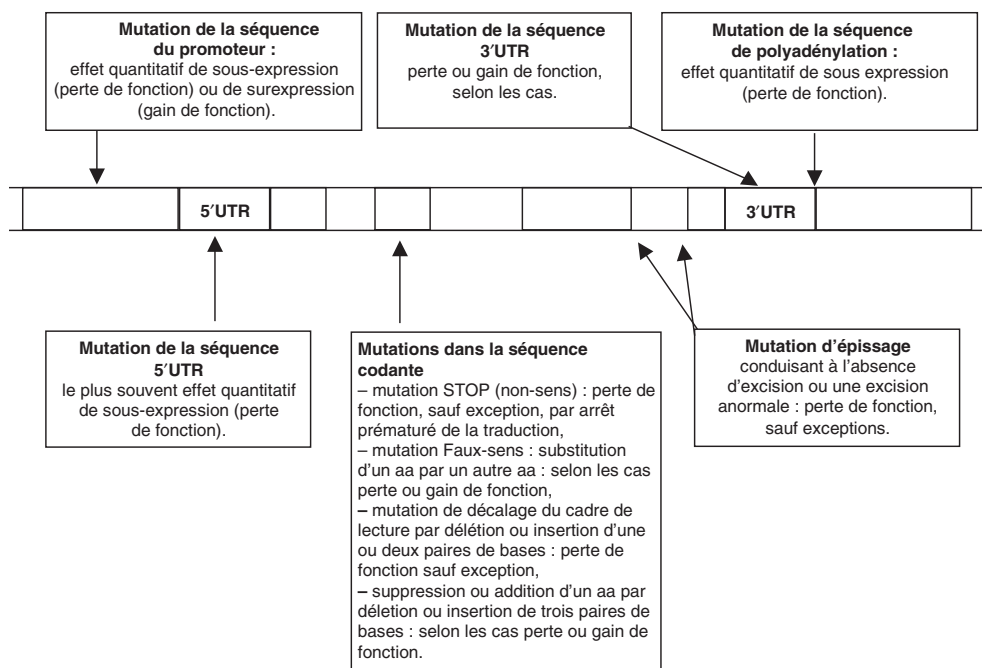 Mutation de la séquence
du promoteur :
effet quantitatif de sous-expression
(perte de fonction) ou de surexpression
(gain de fonction).
Mutation de la séquence
3′UTR
perte ou gain de fonction,
selon les cas.
Mutation de la séquence
de polyadénylation :
effet quantitatif de sous expression
(perte de fonction).
5′UTR
3′UTR
Mutation de la séquence
5′UTR
le plus souvent effet quantitatif
de sous-expression (perte
de fonction).
Mutations dans la séquence
codante
– mutation STOP (non-sens) : perte de
fonction, sauf exception, par arrêt
prématuré de la traduction,
– mutation Faux-sens : substitution
d’un aa par un autre aa : selon les cas
perte ou gain de fonction,
– mutation de décalage du cadre de
lecture par délétion ou insertion d’une
ou deux paires de bases : perte de
fonction sauf exception,
– suppression ou addition d’un aa par
déletion ou insertion de trois paires de
bases : selon les cas perte ou gain de
fonction.
Mutation d’épissage
conduisant à l’absence
d’excision ou une excision
anormale : perte de fonction,
sauf exceptions.